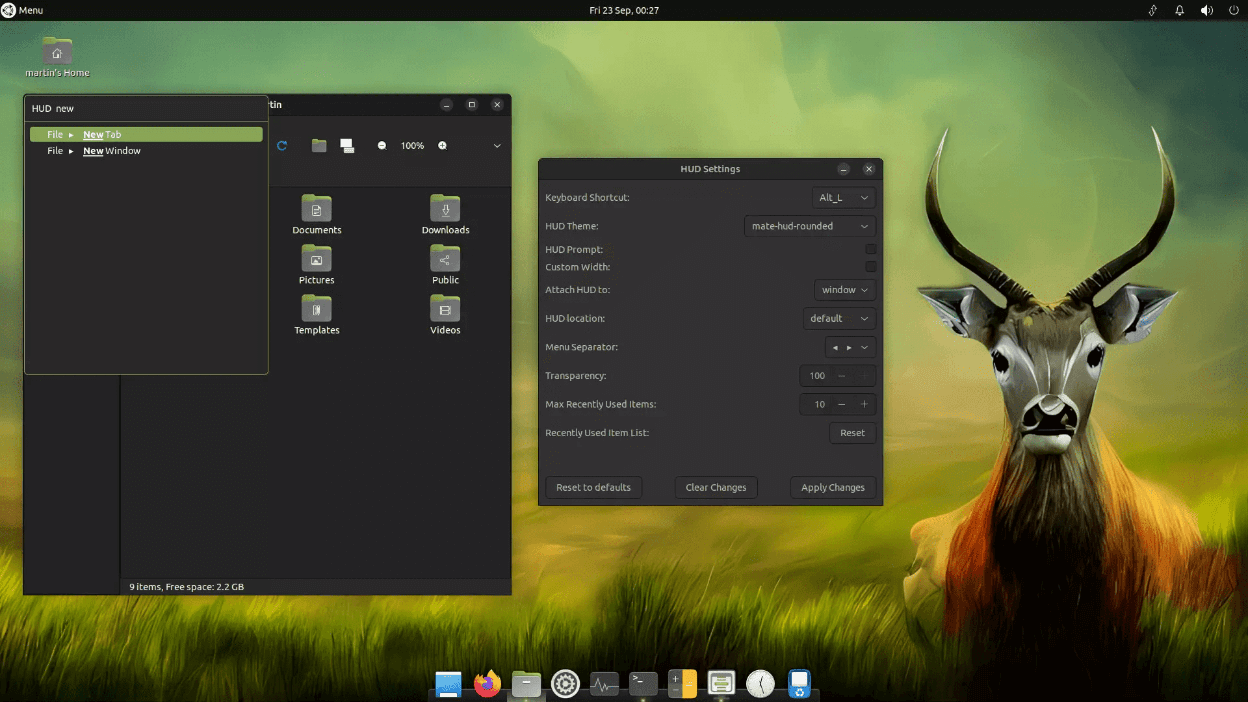 Menu
Fri 23 Sep, 00:27
martin's Home
HUD new
rtin
File ▸ New Tab
File ▸ New Window
100%
Documents
Downloads
Pictures
Public
Templates
Videos
9 items, Free space: 2.2 GB
HUD Settings
Keyboard Shortcut: Alt_L
HUD Theme: mate-hud-rounded
HUD Prompt:
Custom Width:
Attach HUD to: window
HUD location: default
Menu Separator: ◂ ▸
Transparency: 100 − +
Max Recently Used Items: 10 − +
Recently Used Item List: Reset
Reset to defaults Clear Changes Apply Changes